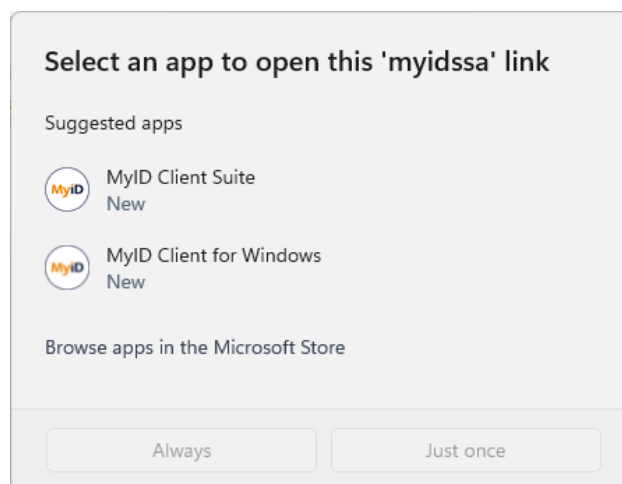 Select an app to open this 'myidssa' link
Suggested apps
MyID
MyID Client Suite
New
MyID
MyID Client for Windows
New
Browse apps in the Microsoft Store
Always
Just once